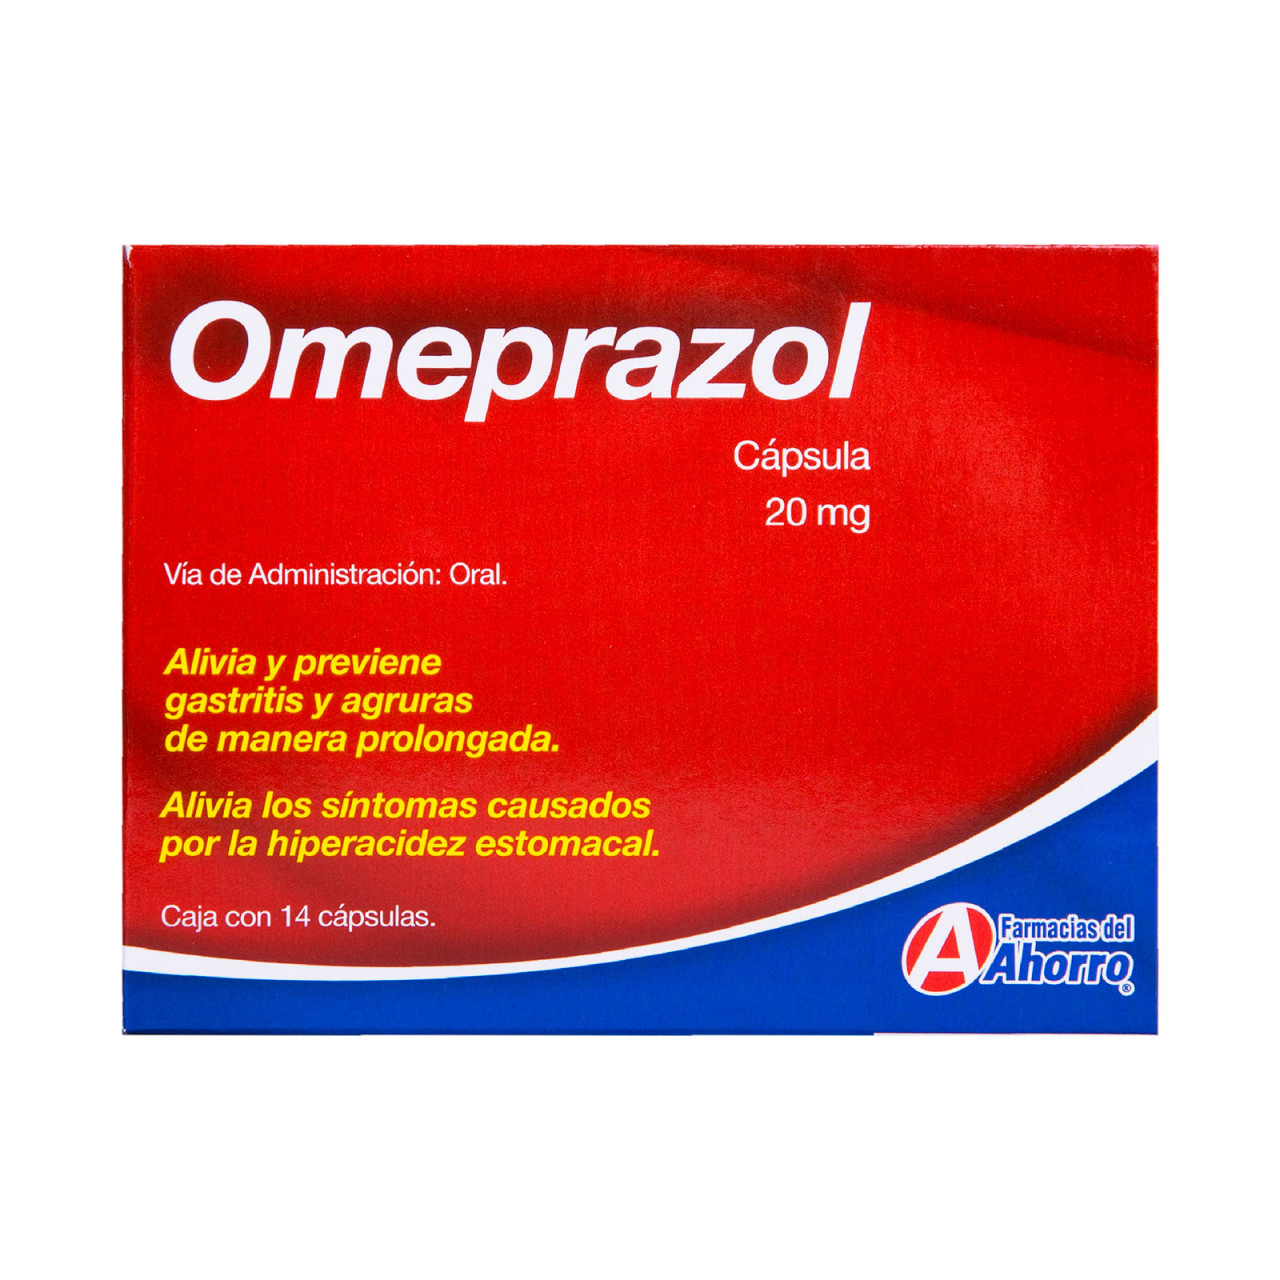 Omeprazol
Cápsula
20 mg
Vía de Administración: Oral.
Alivia y previene
gastritis y agruras
de manera prolongada.
Alivia los síntomas causados
por la hiperacidez estomacal.
Caja con 14 cápsulas.
A
Farmacias del
Ahorro®